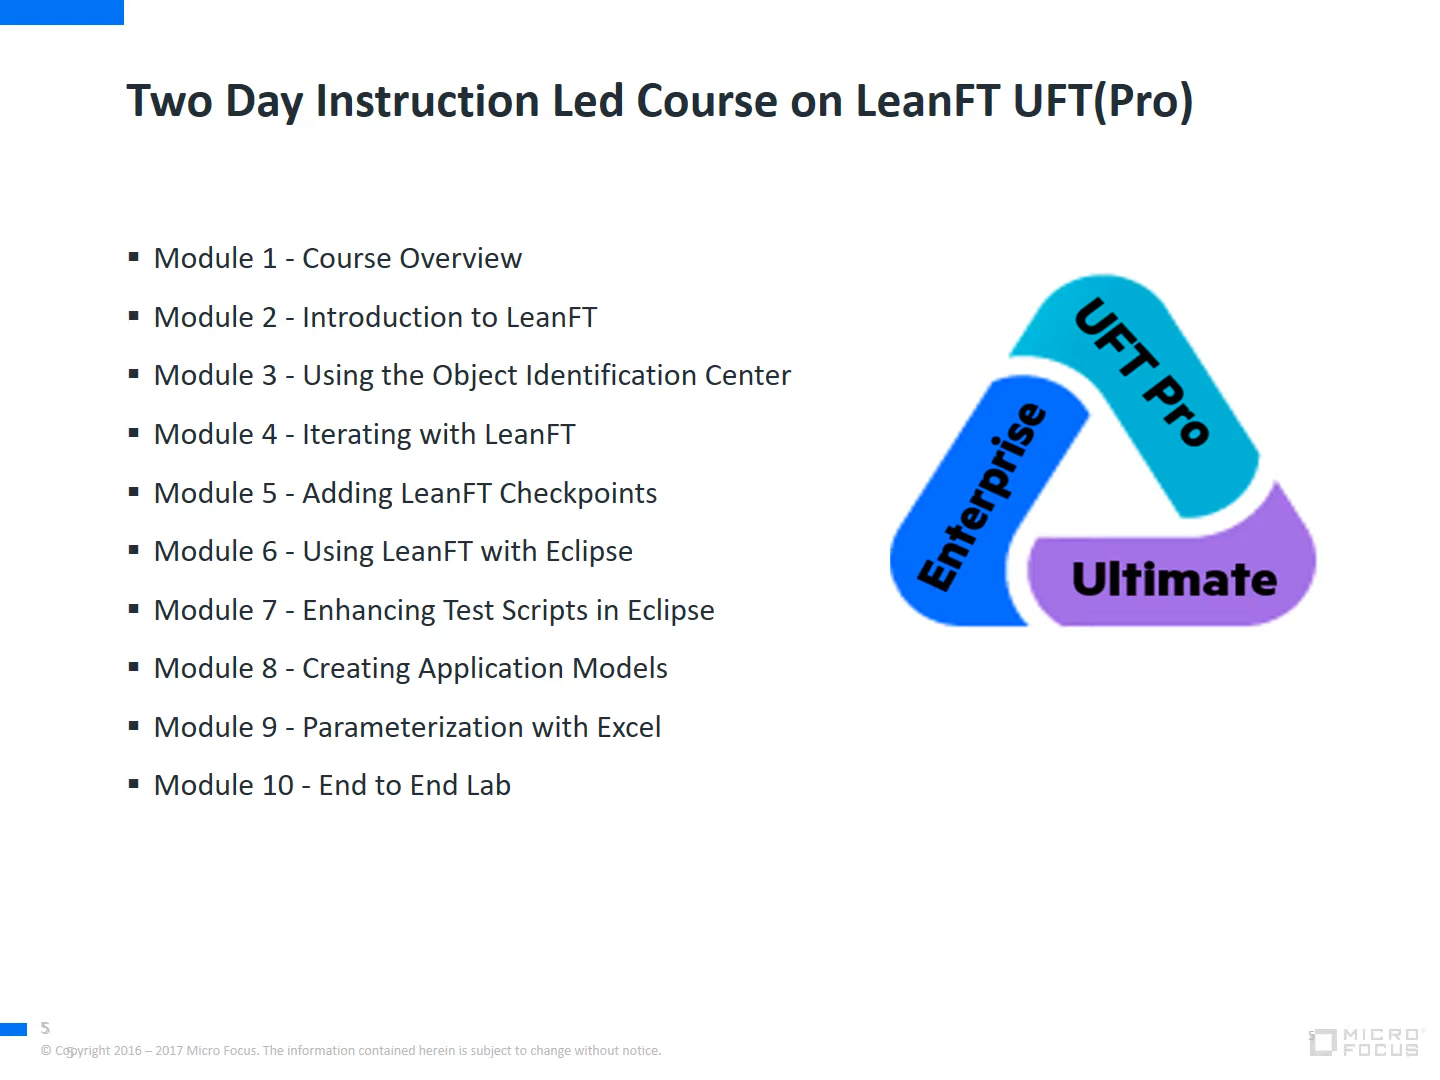 Two Day Instruction Led Course on LeanFT UFT(Pro)
▪ Module 1 - Course Overview
▪ Module 2 - Introduction to LeanFT
▪ Module 3 - Using the Object Identification Center
▪ Module 4 - Iterating with LeanFT
▪ Module 5 - Adding LeanFT Checkpoints
▪ Module 6 - Using LeanFT with Eclipse
▪ Module 7 - Enhancing Test Scripts in Eclipse
▪ Module 8 - Creating Application Models
▪ Module 9 - Parameterization with Excel
▪ Module 10 - End to End Lab
UFT Pro
Enterprise
Ultimate
5
© Copyright 2016 – 2017 Micro Focus. The information contained herein is subject to change without notice.
5
5
MICRO
FOCUS